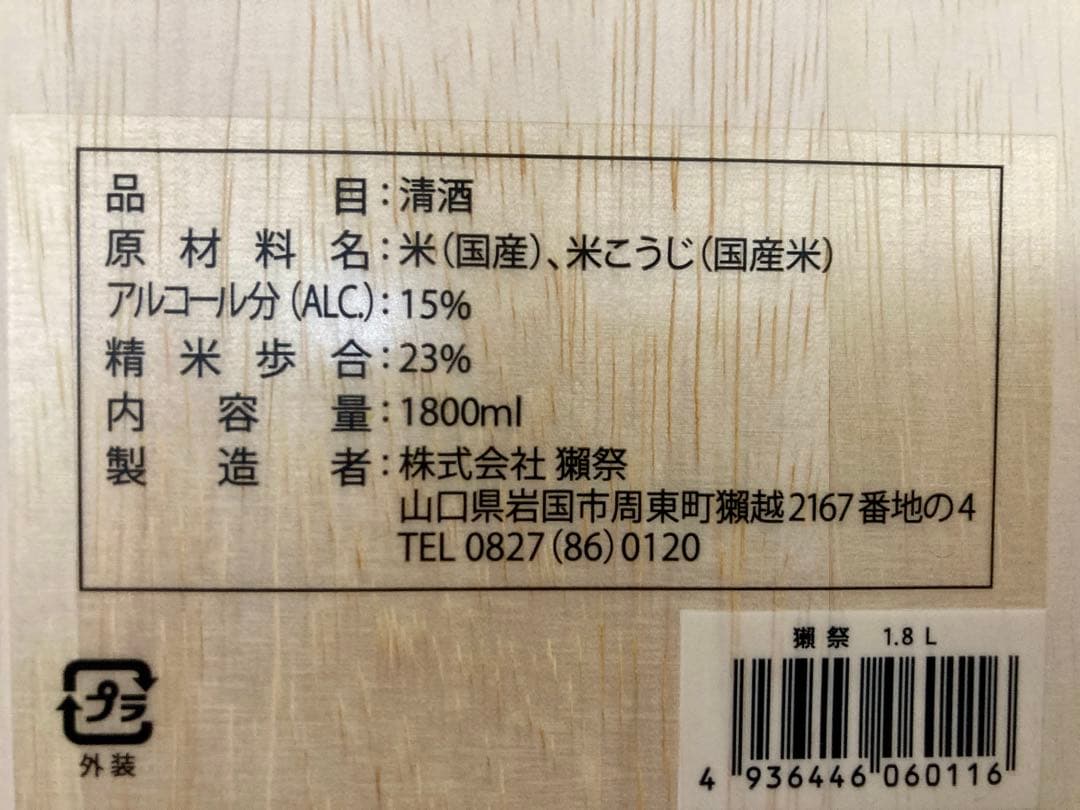 品目：清酒
原材料名：米（国産）、米こうじ（国産米）
アルコール分（ALC.）：15%
精米歩合：23%
内容量：1800ml
製造者：株式会社 獺祭
山口県岩国市周東町獺越2167番地の4
TEL 0827（86）0120
獺祭 1.8 L
4 936446 060116
プラ
外装